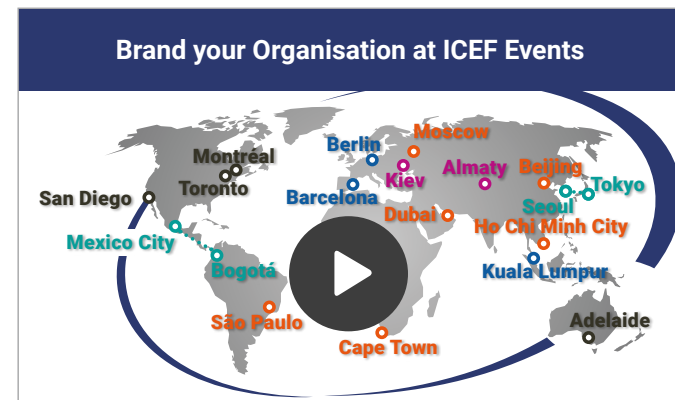 Brand your Organisation at ICEF Events
Moscow
Berlin
Montréal
Almaty
Beijing
Kiev
Toronto
Tokyo
San Diego
Barcelona
Seoul
Dubai
Ho Chi Minh City
Mexico City
Bogotá
Kuala Lumpur
São Paulo
Adelaide
Cape Town